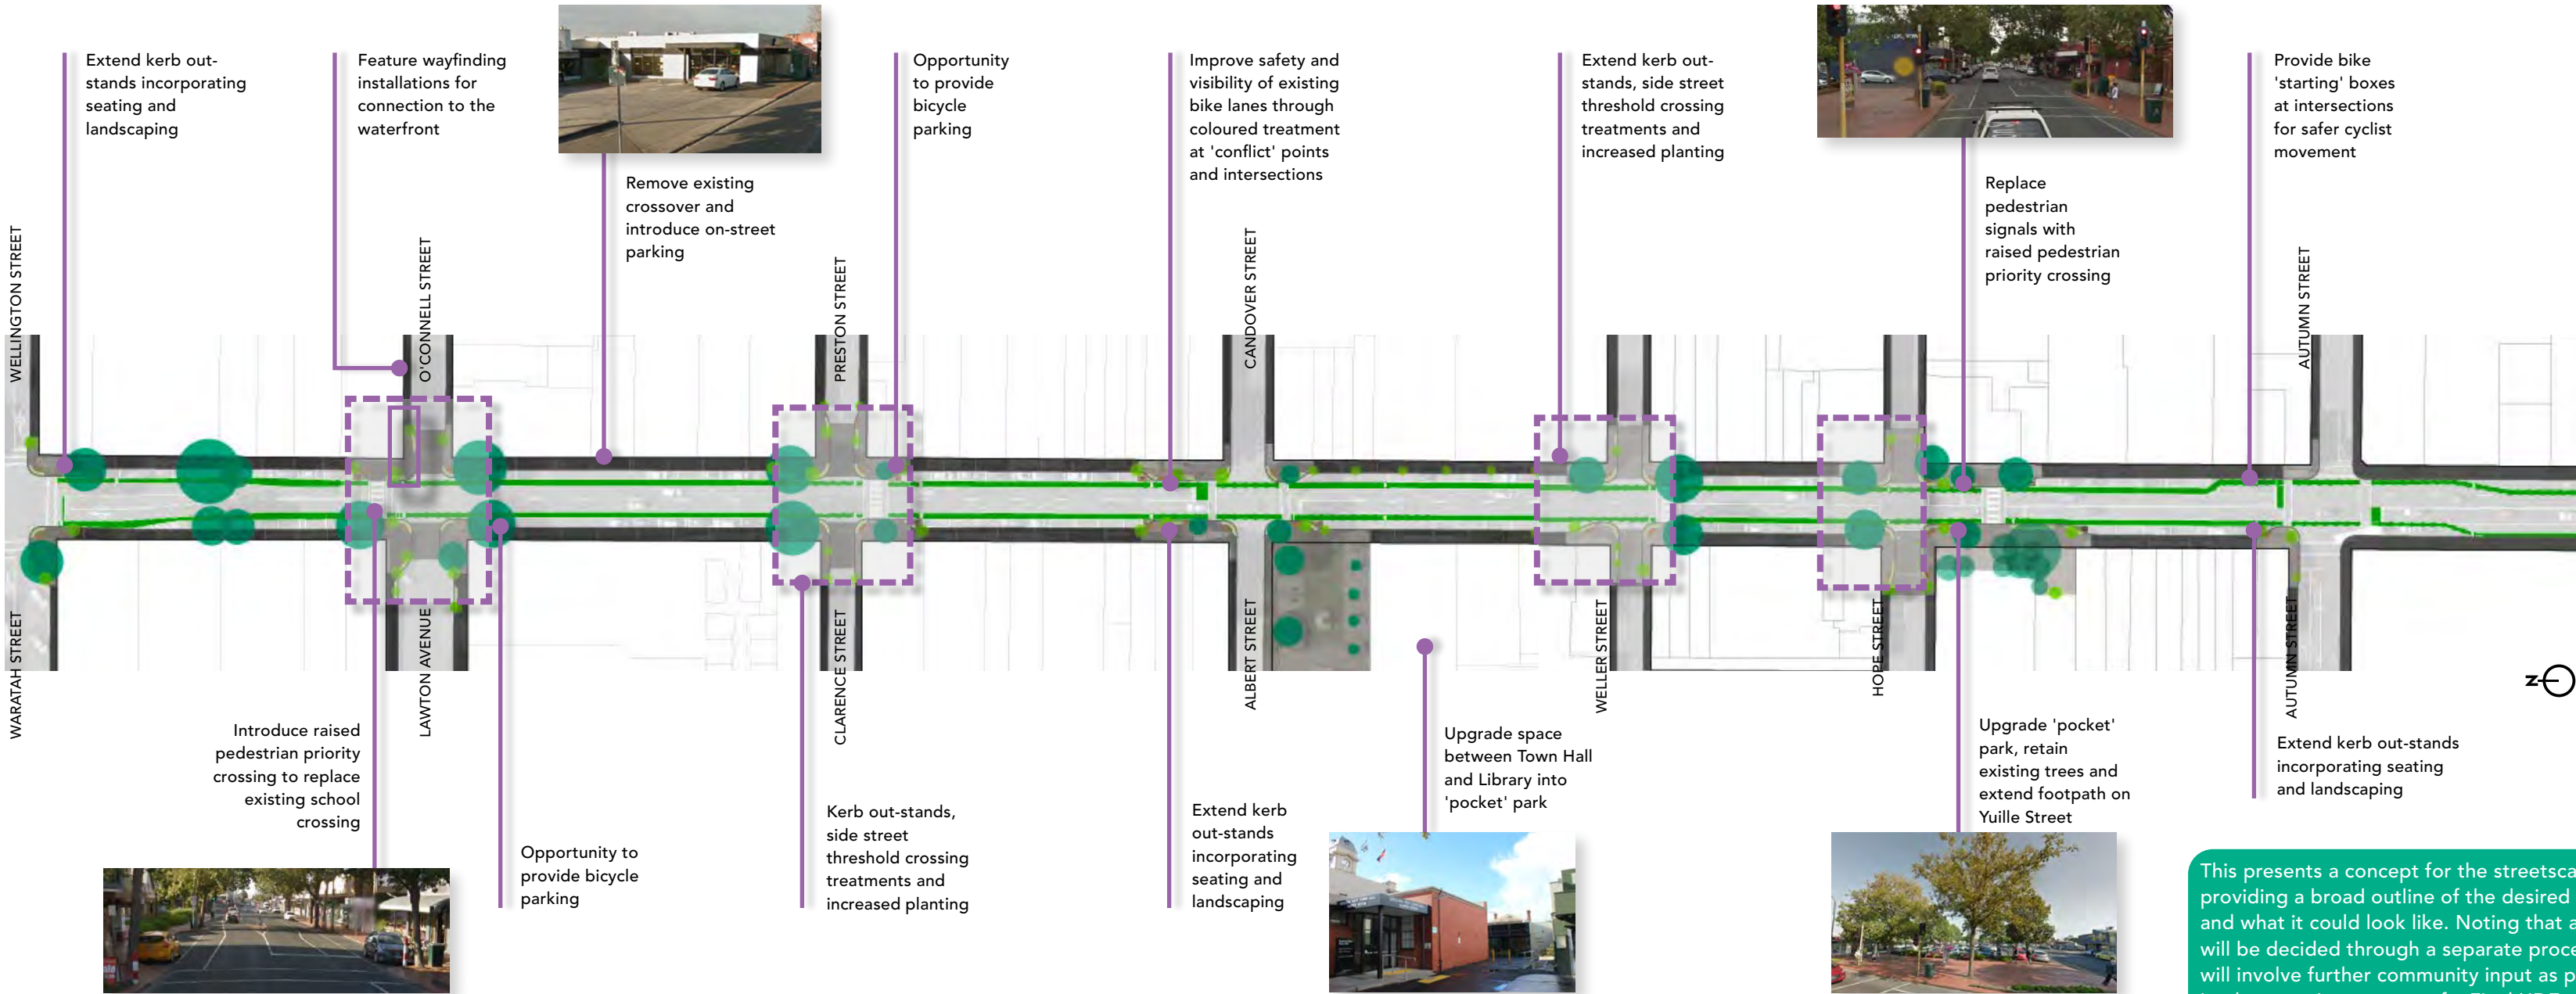 Extend kerb out-
stands incorporating
seating and
landscaping
Feature wayfinding
installations for
connection to the
waterfront
Remove existing
crossover and
introduce on-street
parking
Opportunity
to provide
bicycle
parking
Improve safety and
visibility of existing
bike lanes through
coloured treatment
at 'conflict' points
and intersections
Extend kerb out-
stands, side street
threshold crossing
treatments and
increased planting
Replace
pedestrian
signals with
raised pedestrian
priority crossing
Provide bike
'starting' boxes
at intersections
for safer cyclist
movement
WELLINGTON STREET
O'CONNELL STREET
PRESTON STREET
CANDOVER STREET
AUTUMN STREET
WARATAH STREET
LAWTON AVENUE
CLARENCE STREET
ALBERT STREET
WELLER STREET
HOPE STREET
AUTUMN STREET
Z
Introduce raised
pedestrian priority
crossing to replace
existing school
crossing
Opportunity to
provide bicycle
parking
Kerb out-stands,
side street
threshold crossing
treatments and
increased planting
Extend kerb
out-stands
incorporating
seating and
landscaping
Upgrade space
between Town Hall
and Library into
'pocket' park
Upgrade 'pocket'
park, retain
existing trees and
extend footpath on
Yuille Street
Extend kerb out-stands
incorporating seating
and landscaping
This presents a concept for the streetsca
providing a broad outline of the desired
and what it could look like. Noting that a
will be decided through a separate proce
will involve further community input as p